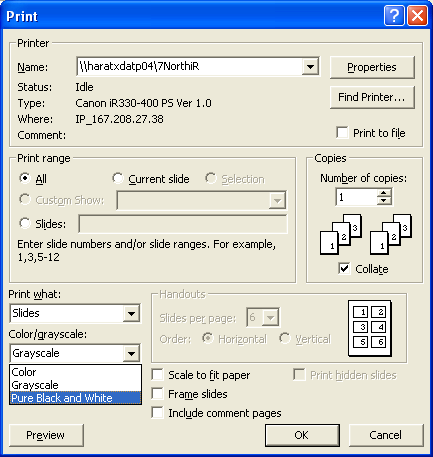 Print
Printer
Name: \\haratxdatp04\7NorthiR Properties
Status: Idle
Type: Canon iR330-400 PS Ver 1.0 Find Printer...
Where: IP_167.208.27.38
Comment: Print to file
Print range
All Current slide Selection
Custom Show:
Slides:
Enter slide numbers and/or slide ranges. For example,
1,3,5-12
Copies
Number of copies:
1
1 2 3 1 2 3
Collate
Print what:
Slides
Color/grayscale:
Grayscale
Color
Grayscale
Pure Black and White
Handouts
Slides per page: 6
Order: Horizontal Vertical
1 2
3 4
5 6
Scale to fit paper Print hidden slides
Frame slides
Include comment pages
Preview OK Cancel